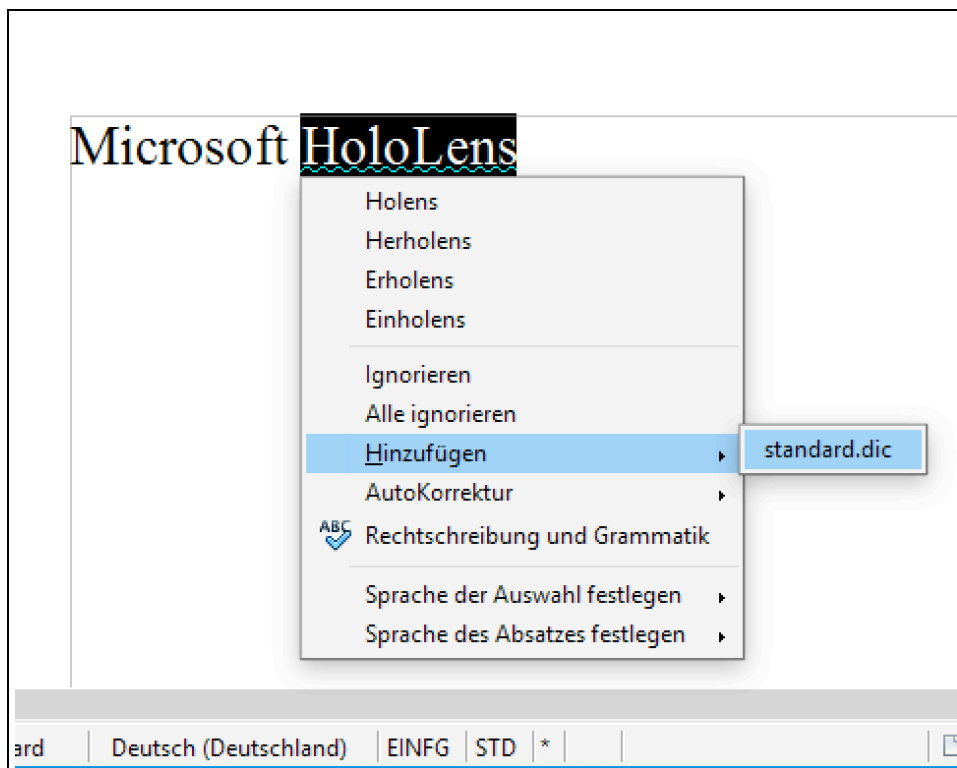 Microsoft HoloLens
Holens
Herholens
Erholens
Einholens
Ignorieren
Alle ignorieren
Hinzufügen
standard.dic
AutoKorrektur
ABC
Rechtschreibung und Grammatik
Sprache der Auswahl festlegen
Sprache des Absatzes festlegen
ard Deutsch (Deutschland) EINFG STD *